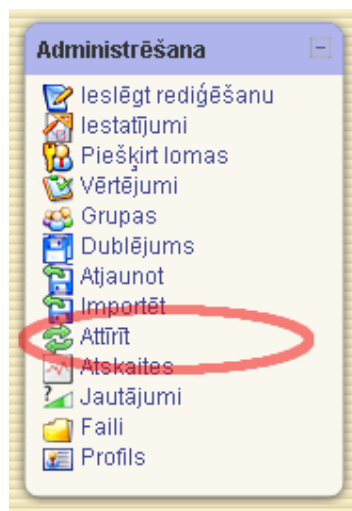 Administrēšana
Ieslēgt rediģēšanu
Iestatījumi
Piešķirt lomas
Vērtējumi
Grupas
Dublējums
Atjaunot
Importēt
Attīrīt
Atskaites
Jautājumi
Faili
Profils